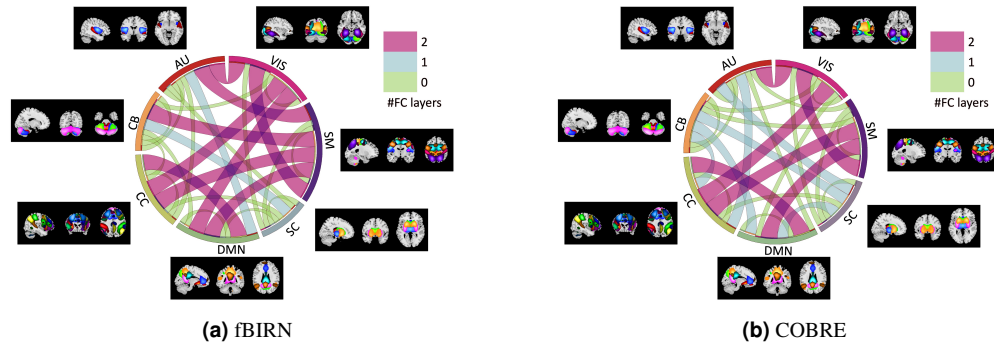 AU
VIS
2
1
0
#FC layers
CB
SM
CC
SC
DMN
(a) fBIRN
AU
VIS
2
1
0
#FC layers
CB
SM
CC
SC
DMN
(b) COBRE